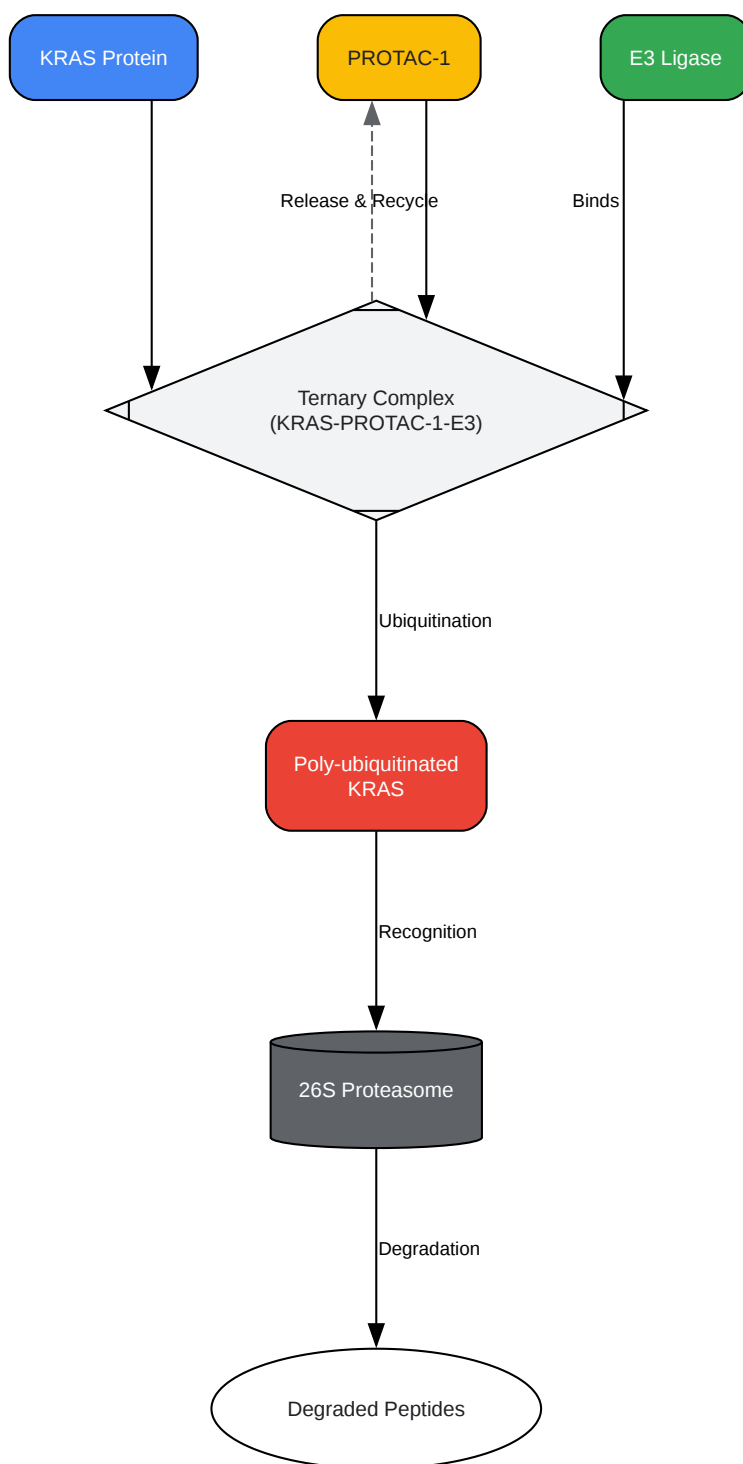 KRAS Protein
PROTAC-1
E3 Ligase
Release & Recycle
Binds
Ternary Complex
(KRAS-PROTAC-1-E3)
Ubiquitination
Poly-ubiquitinated
KRAS
Recognition
26S Proteasome
Degradation
Degraded Peptides